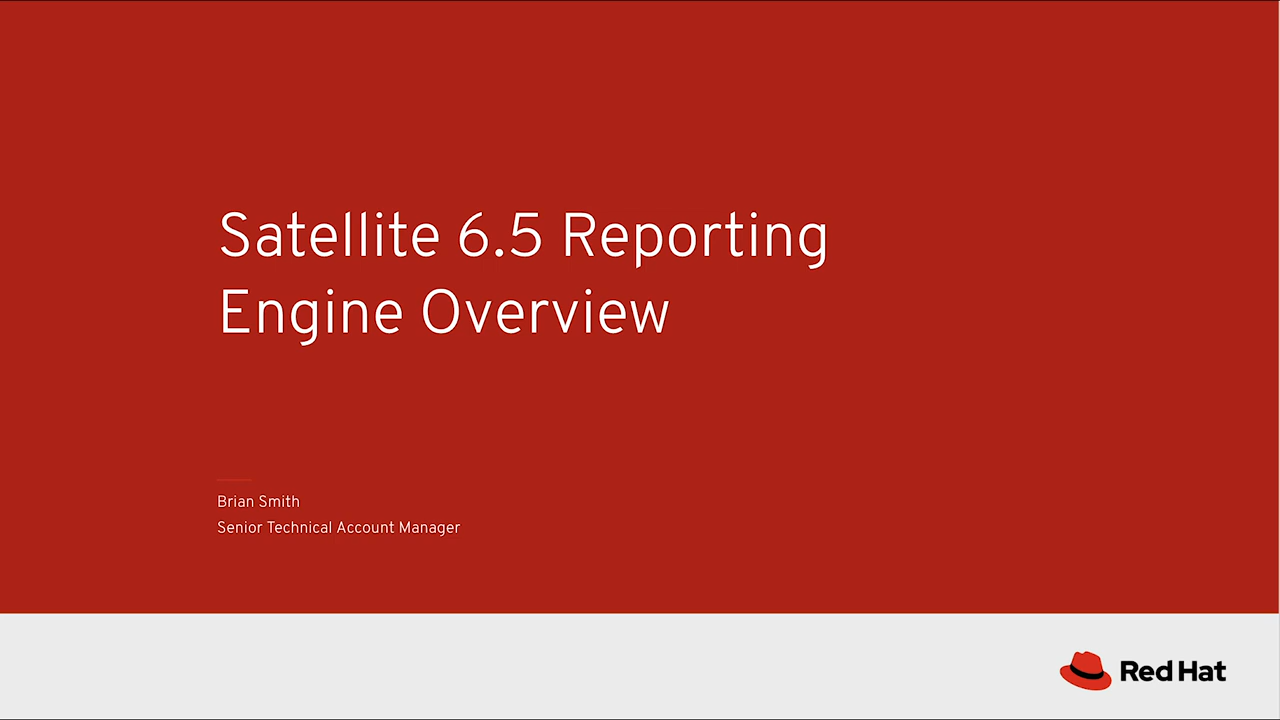 Satellite 6.5 Reporting
Engine Overview
Brian Smith
Senior Technical Account Manager
Red Hat